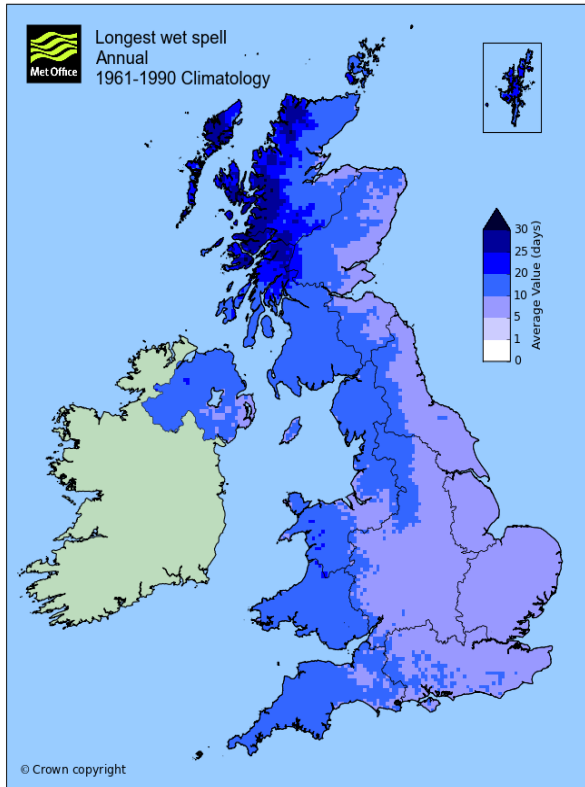 Longest wet spell
Annual
1961-1990 Climatology
Met Office
30
25
20
10
5
1
0
Average Value (days)
© Crown copyright